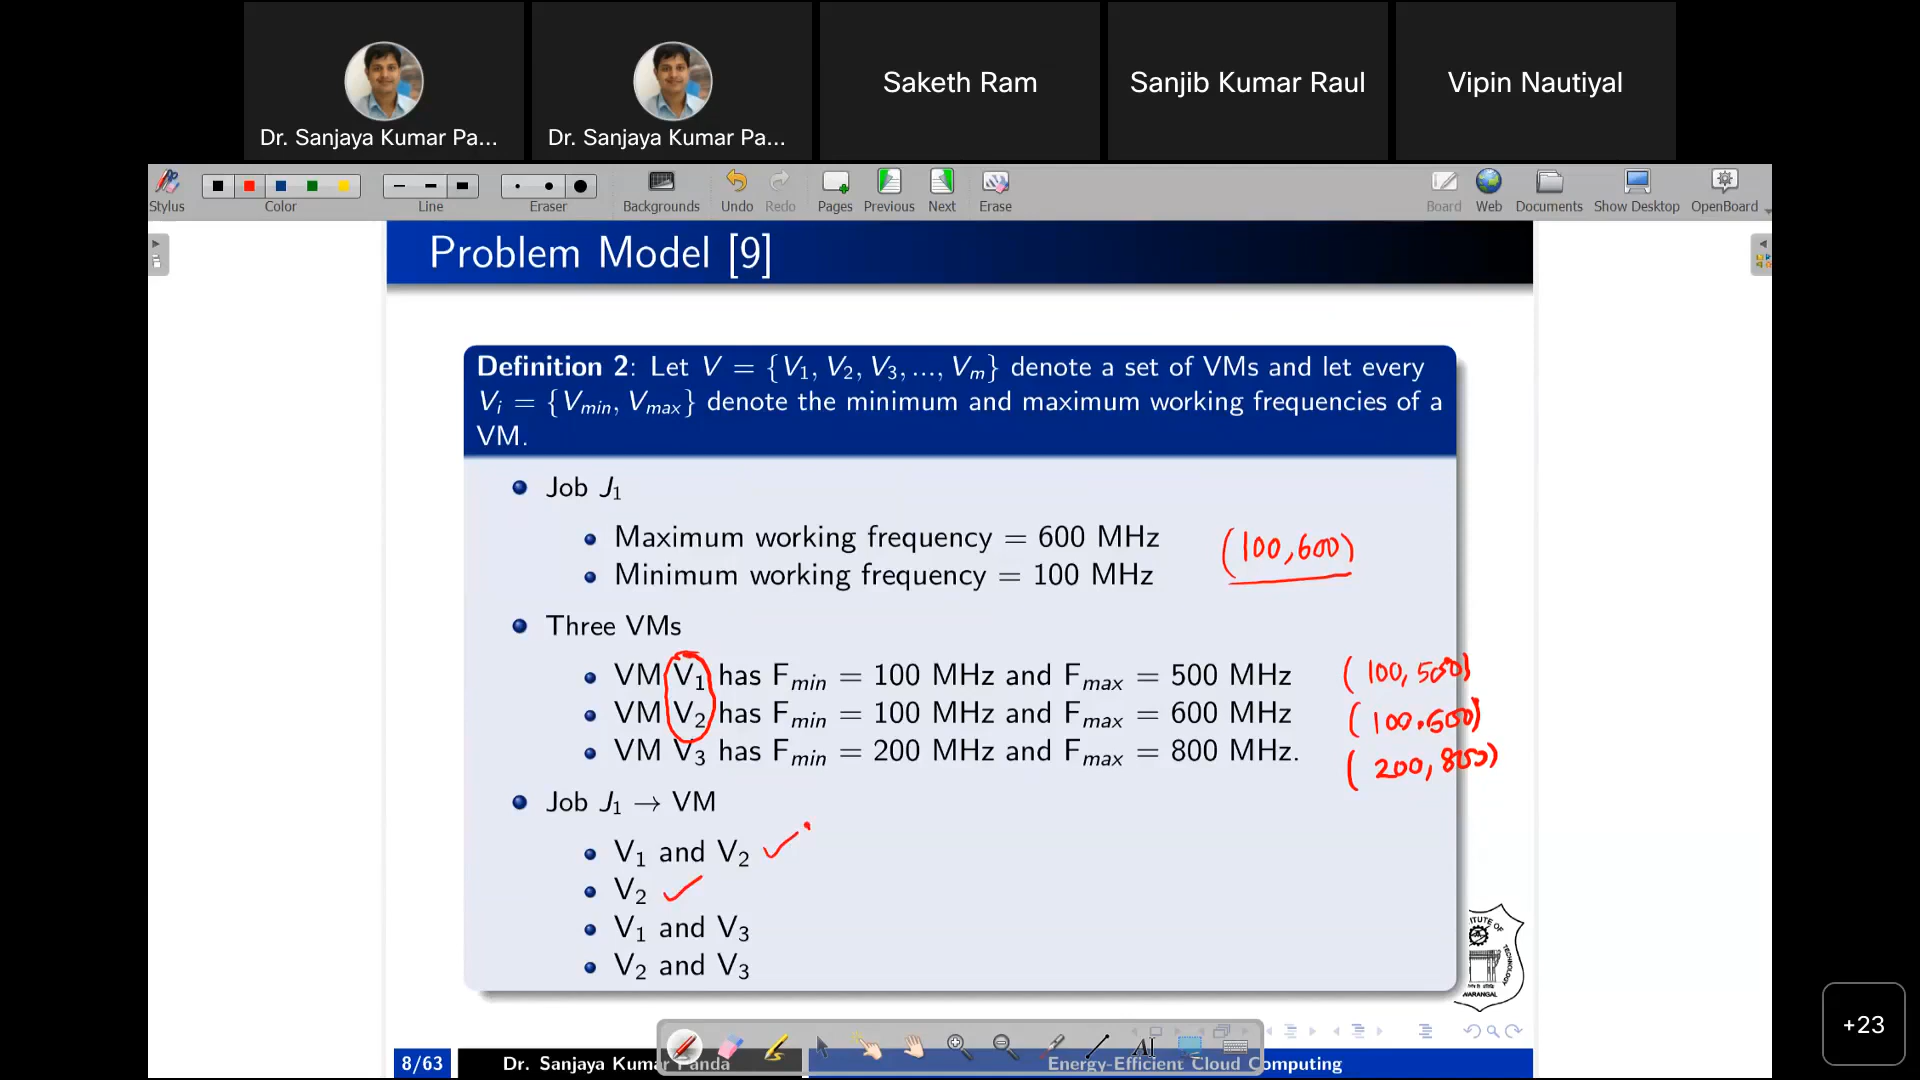 Dr. Sanjaya Kumar Pa...
Dr. Sanjaya Kumar Pa...
Saketh Ram
Sanjib Kumar Raul
Vipin Nautiyal
Stylus
Color
Line
Eraser
Backgrounds
Undo
Redo
Pages
Previous
Next
Erase
Board
Web
Documents
Show Desktop
OpenBoard
Problem Model [9]
Definition 2: Let V = {V1, V2, V3, ..., Vm} denote a set of VMs and let every
Vi = {Vmin, Vmax} denote the minimum and maximum working frequencies of a
VM.
Job J1
Maximum working frequency = 600 MHz
Minimum working frequency = 100 MHz
(100,600)
Three VMs
VM V1 has Fmin = 100 MHz and Fmax = 500 MHz
(100, 500)
VM V2 has Fmin = 100 MHz and Fmax = 600 MHz
VM V3 has Fmin = 200 MHz and Fmax = 800 MHz.
(200, 800)
Job J1 → VM
V1 and V2
V2
V1 and V3
V2 and V3
TECHNOLOGY
WARANGAL
+23
8/63
Dr. Sanjaya Kumar Panda
Energy-Efficient Cloud Computing